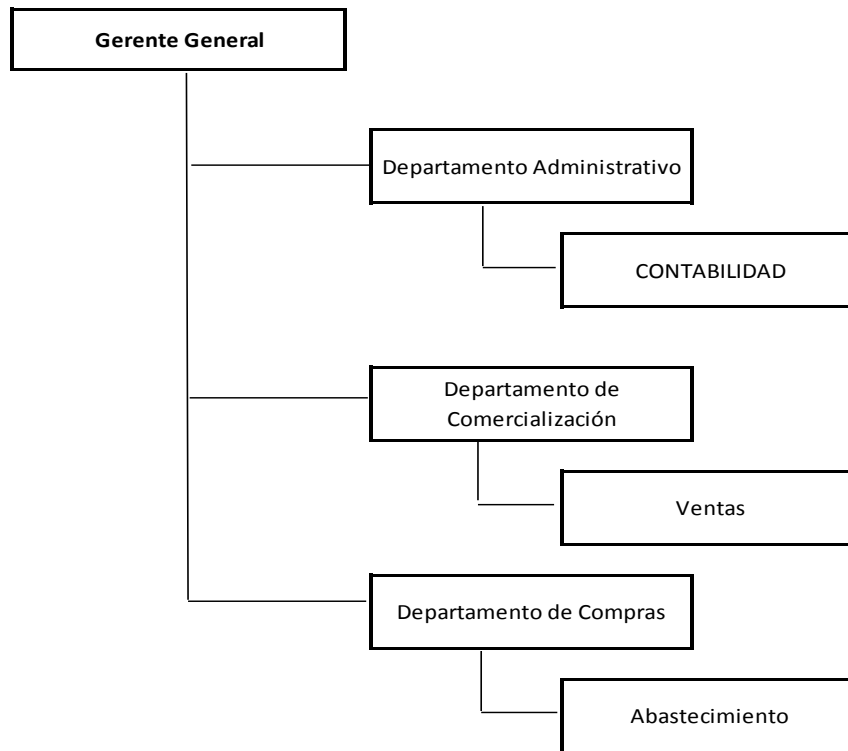 Gerente General
Departamento Administrativo
CONTABILIDAD
Departamento de
Comercialización
Ventas
Departamento de Compras
Abastecimiento